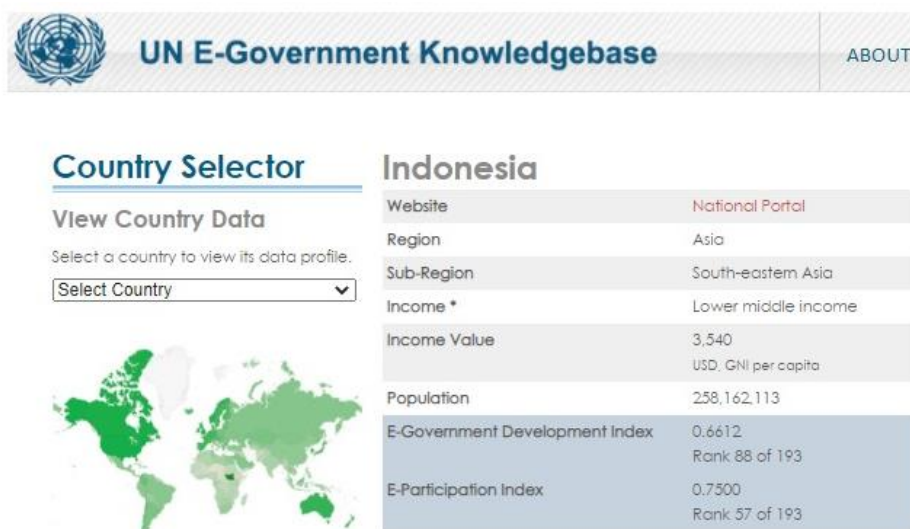 UN E-Government Knowledgebase
ABOUT
Country Selector
View Country Data
Select a country to view its data profile.
Select Country
Indonesia
Website National Portal
Region Asia
Sub-Region South-eastern Asia
Income * Lower middle income
Income Value 3,540
USD, GNI per capita
Population 258,162,113
E-Government Development Index 0.6612
Rank 88 of 193
E-Participation Index 0.7500
Rank 57 of 193